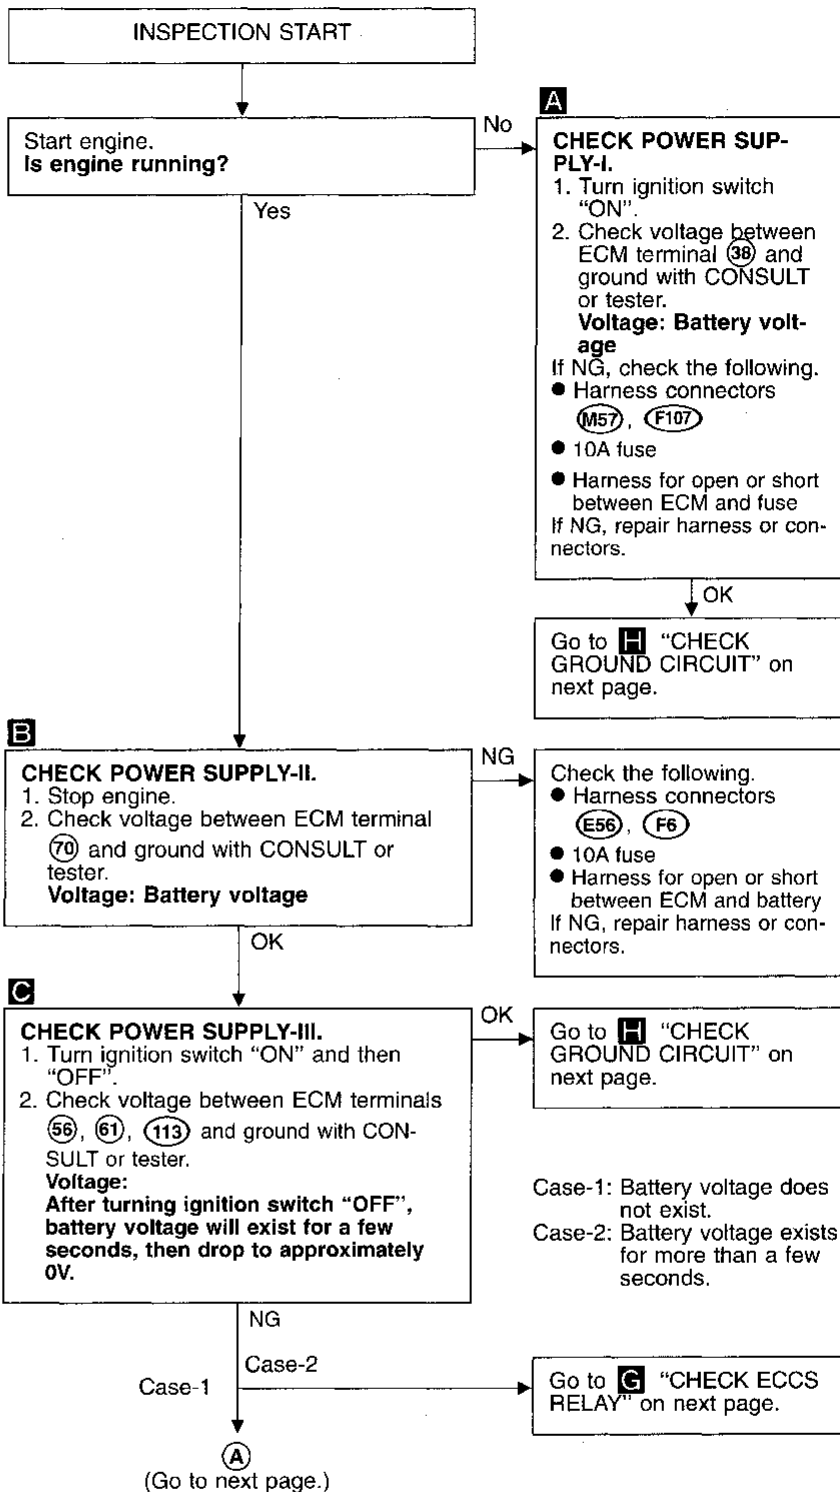 INSPECTION START
Start engine.
Is engine running?
No
Yes
A
CHECK POWER SUP-
PLY-I.
1. Turn ignition switch
"ON".
2. Check voltage between
ECM terminal 38 and
ground with CONSULT
or tester.
Voltage: Battery volt-
age
If NG, check the following.
● Harness connectors
M57, F107
● 10A fuse
● Harness for open or short
between ECM and fuse
If NG, repair harness or con-
nectors.
OK
Go to H "CHECK
GROUND CIRCUIT" on
next page.
B
CHECK POWER SUPPLY-II.
1. Stop engine.
2. Check voltage between ECM terminal
70 and ground with CONSULT or
tester.
Voltage: Battery voltage
NG
Check the following.
● Harness connectors
E56, F6
● 10A fuse
● Harness for open or short
between ECM and battery
If NG, repair harness or con-
nectors.
OK
C
CHECK POWER SUPPLY-III.
1. Turn ignition switch "ON" and then
"OFF".
2. Check voltage between ECM terminals
56, 61, 113 and ground with CON-
SULT or tester.
Voltage:
After turning ignition switch "OFF",
battery voltage will exist for a few
seconds, then drop to approximately
0V.
OK
Go to H "CHECK
GROUND CIRCUIT" on
next page.
Case-1: Battery voltage does
not exist.
Case-2: Battery voltage exists
for more than a few
seconds.
NG
Case-2
Case-1
Go to G "CHECK ECCS
RELAY" on next page.
A
(Go to next page.)